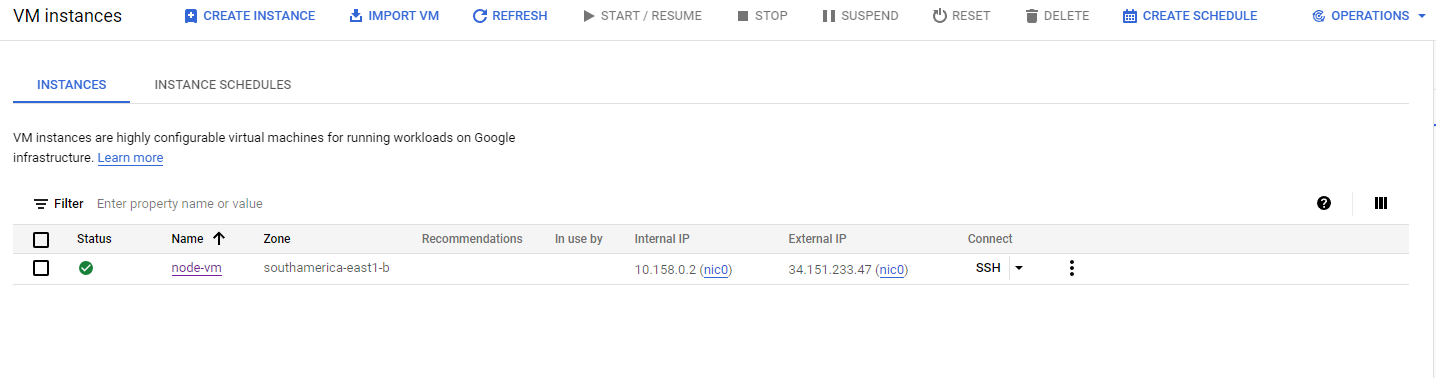 VM instances CREATE INSTANCE IMPORT VM REFRESH START / RESUME STOP SUSPEND RESET DELETE CREATE SCHEDULE OPERATIONS
INSTANCES INSTANCE SCHEDULES
VM instances are highly configurable virtual machines for running workloads on Google
infrastructure. Learn more
Filter Enter property name or value
Status Name Zone Recommendations In use by Internal IP External IP Connect
node-vm southamerica-east1-b 10.158.0.2 (nic0) 34.151.233.47 (nic0) SSH